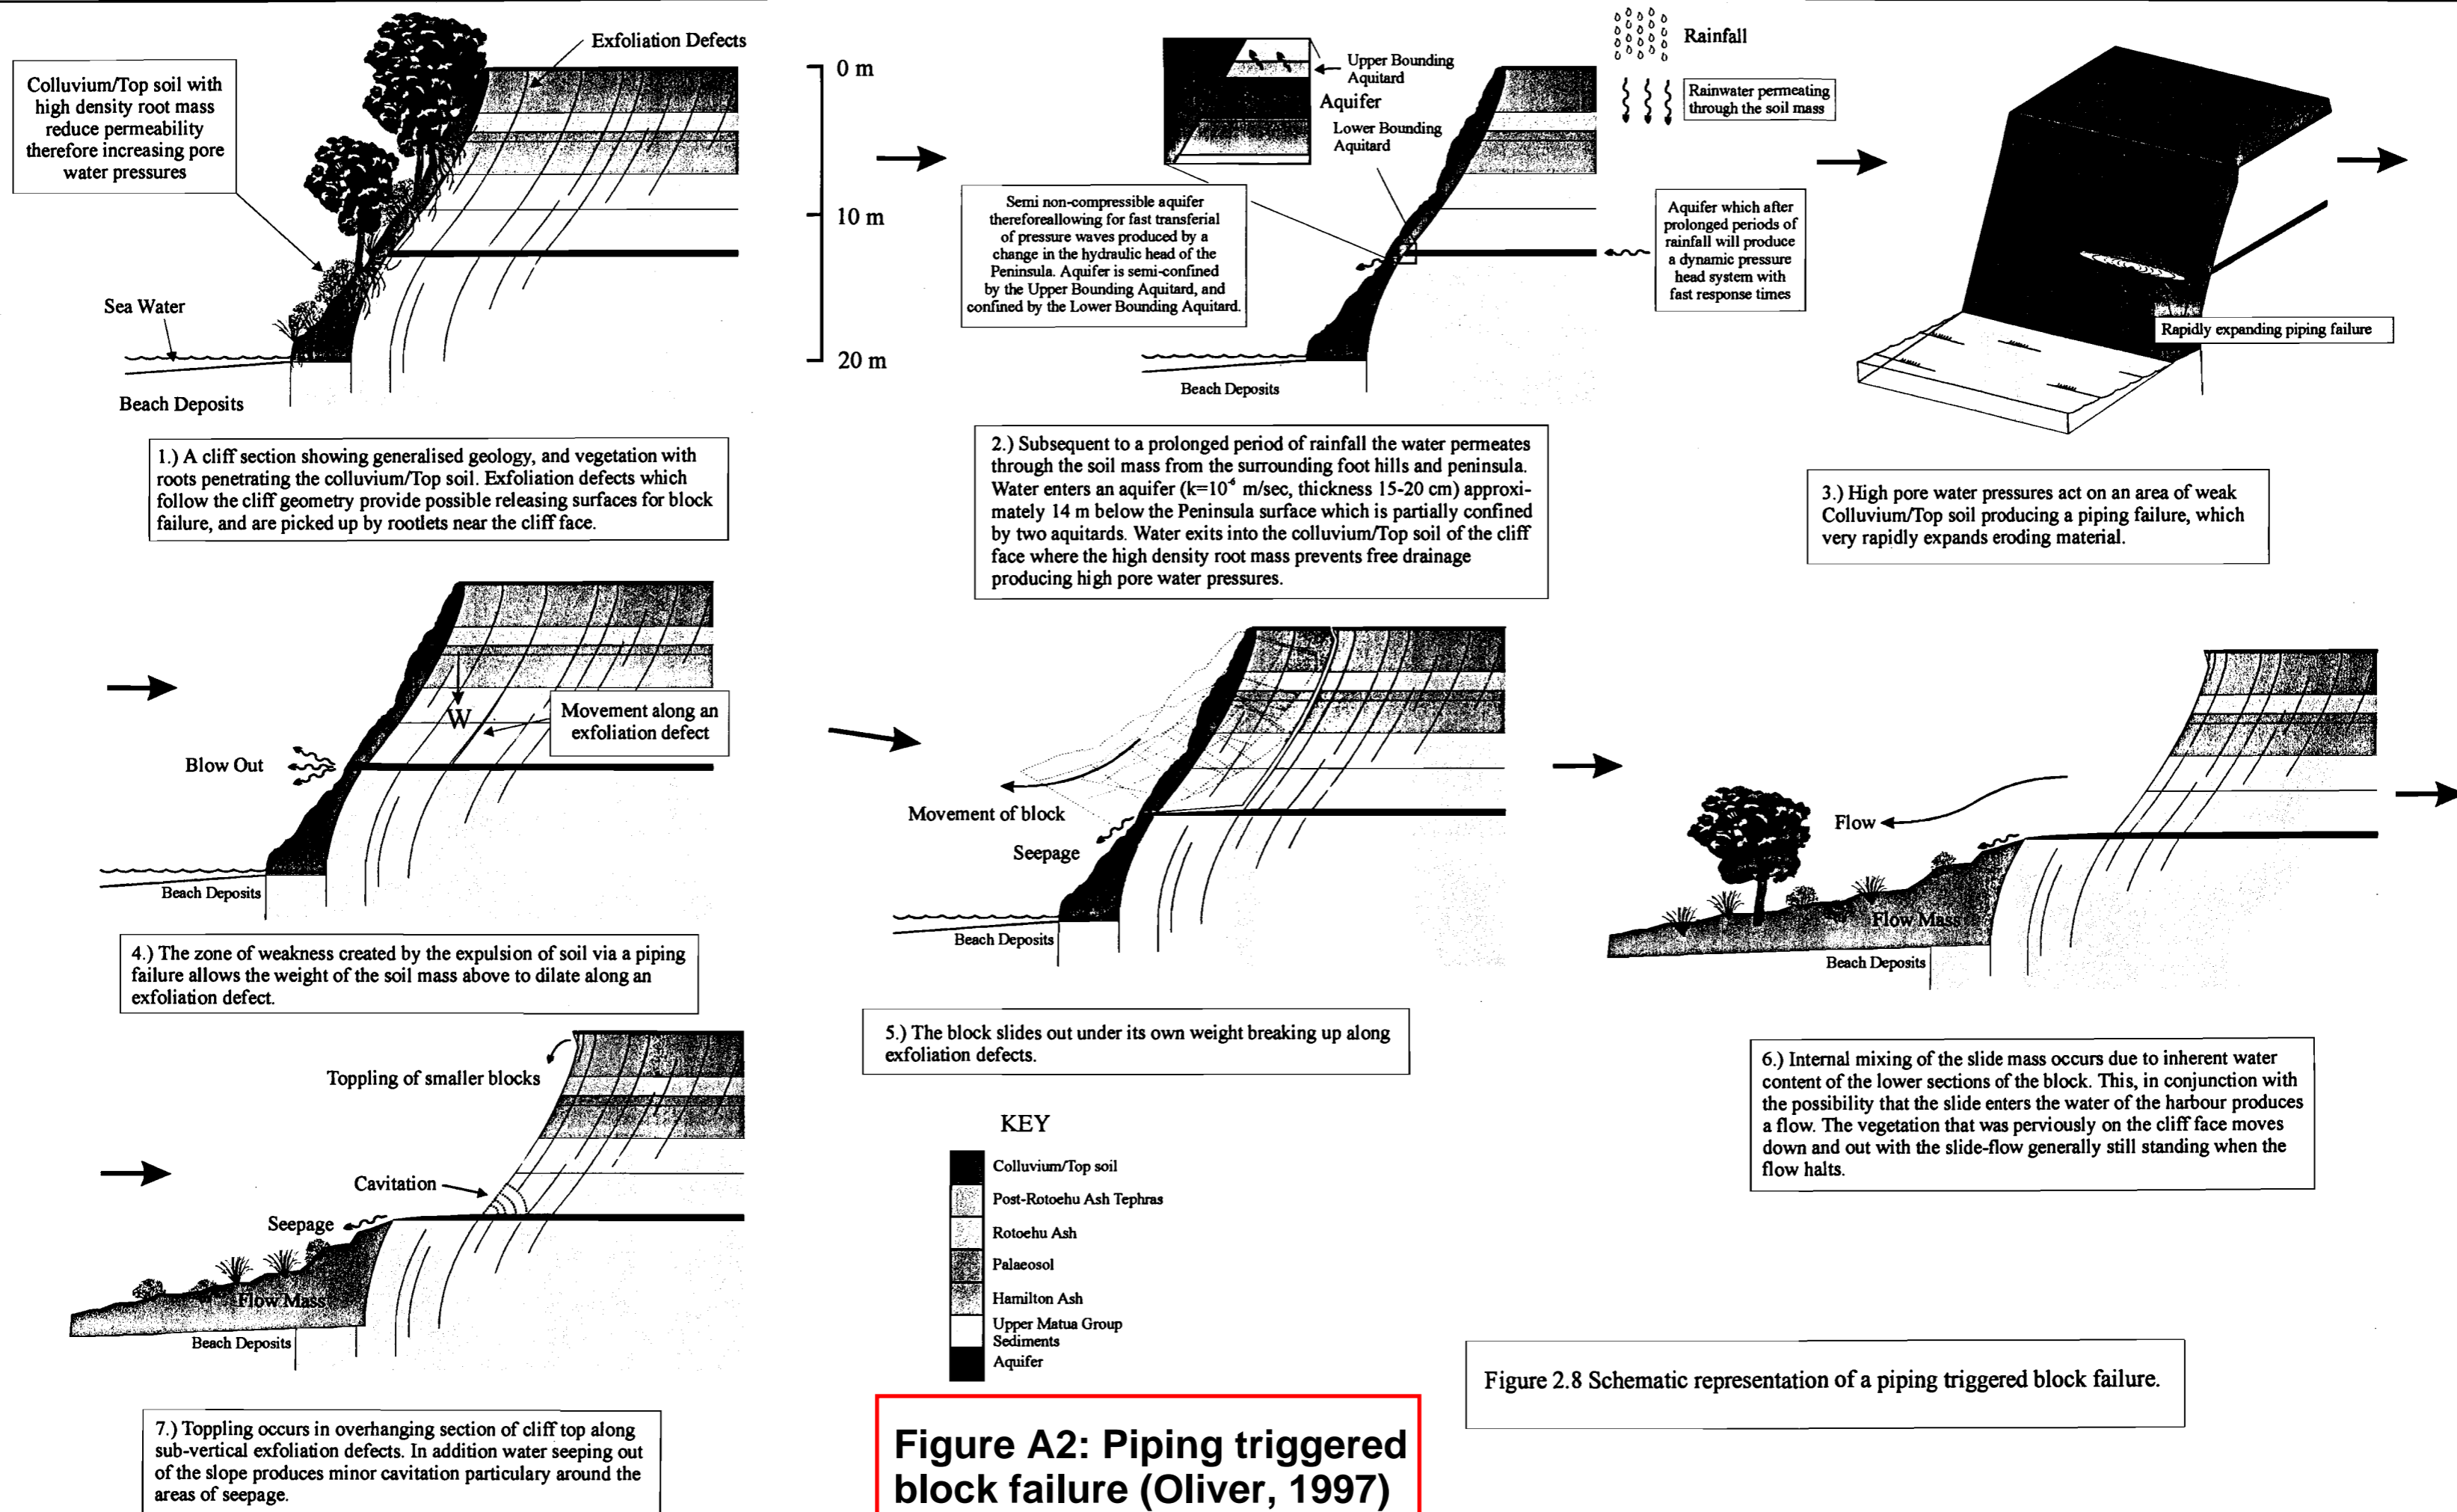 Exfoliation Defects
Colluvium/Top soil with
high density root mass
reduce permeability
therefore increasing pore
water pressures
Sea Water
Beach Deposits
0 m
10 m
20 m
1.) A cliff section showing generalised geology, and vegetation with
roots penetrating the colluvium/Top soil. Exfoliation defects which
follow the cliff geometry provide possible releasing surfaces for block
failure, and are picked up by rootlets near the cliff face.
Upper Bounding
Aquitard
Aquifer
Lower Bounding
Aquitard
Semi non-compressible aquifer
thereforeallowing for fast transferial
of pressure waves produced by a
change in the hydraulic head of the
Peninsula. Aquifer is semi-confined
by the Upper Bounding Aquitard, and
confined by the Lower Bounding Aquitard.
Beach Deposits
Rainfall
Rainwater permeating
through the soil mass
Aquifer which after
prolonged periods of
rainfall will produce
a dynamic pressure
head system with
fast response times
2.) Subsequent to a prolonged period of rainfall the water permeates
through the soil mass from the surrounding foot hills and peninsula.
Water enters an aquifer (k=10⁻⁶ m/sec, thickness 15-20 cm) approxi-
mately 14 m below the Peninsula surface which is partially confined
by two aquitards. Water exits into the colluvium/Top soil of the cliff
face where the high density root mass prevents free drainage
producing high pore water pressures.
Rapidly expanding piping failure
3.) High pore water pressures act on an area of weak
Colluvium/Top soil producing a piping failure, which
very rapidly expands eroding material.
W
Movement along an
exfoliation defect
Blow Out
Beach Deposits
4.) The zone of weakness created by the expulsion of soil via a piping
failure allows the weight of the soil mass above to dilate along an
exfoliation defect.
Movement of block
Seepage
Beach Deposits
5.) The block slides out under its own weight breaking up along
exfoliation defects.
Flow
Flow Mass
Beach Deposits
6.) Internal mixing of the slide mass occurs due to inherent water
content of the lower sections of the block. This, in conjunction with
the possibility that the slide enters the water of the harbour produces
a flow. The vegetation that was perviously on the cliff face moves
down and out with the slide-flow generally still standing when the
flow halts.
Toppling of smaller blocks
Cavitation
Seepage
Flow Mass
Beach Deposits
7.) Toppling occurs in overhanging section of cliff top along
sub-vertical exfoliation defects. In addition water seeping out
of the slope produces minor cavitation particulary around the
areas of seepage.
KEY
Colluvium/Top soil
Post-Rotoehu Ash Tephras
Rotoehu Ash
Palaeosol
Hamilton Ash
Upper Matua Group
Sediments
Aquifer
Figure 2.8 Schematic representation of a piping triggered block failure.
Figure A2: Piping triggered
block failure (Oliver, 1997)